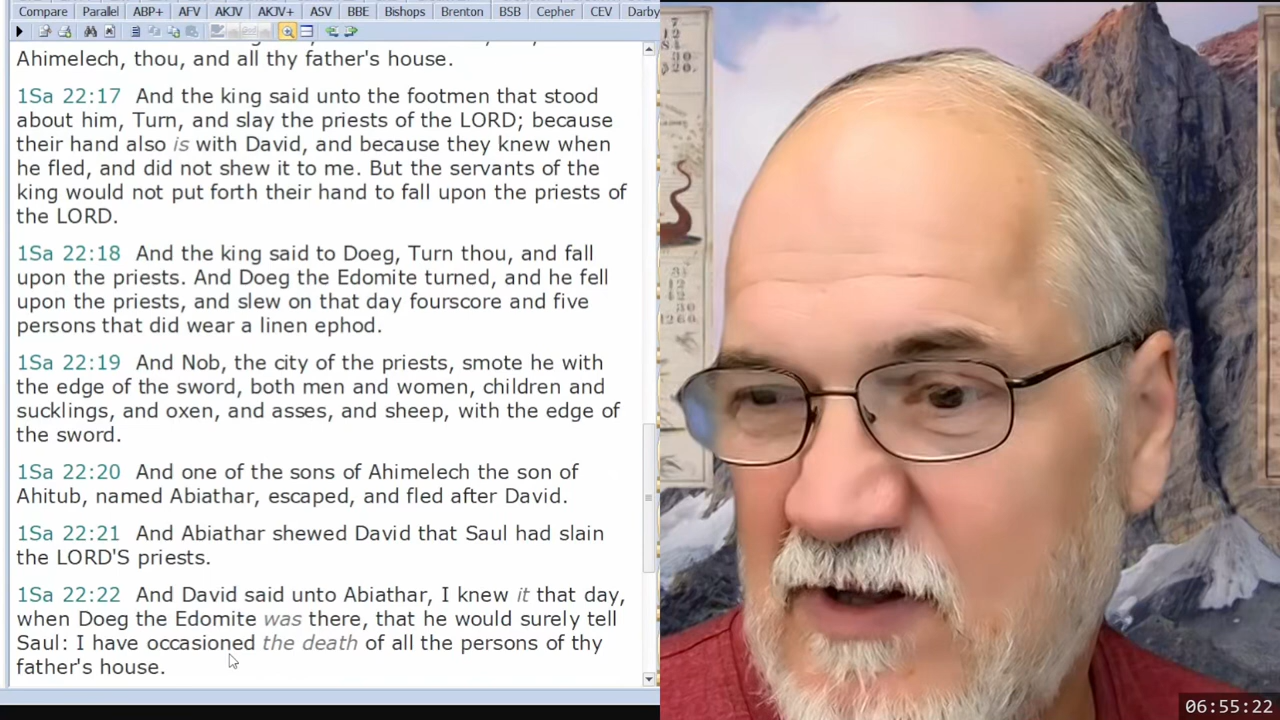 Compare Parallel ABP+ AFV AKJV AKJV+ ASV BBE Bishops Brenton BSB Cepher CEV Darby
Ahimelech, thou, and all thy father's house.
1Sa 22:17 And the king said unto the footmen that stood
about him, Turn, and slay the priests of the LORD; because
their hand also is with David, and because they knew when
he fled, and did not shew it to me. But the servants of the
king would not put forth their hand to fall upon the priests of
the LORD.
1Sa 22:18 And the king said to Doeg, Turn thou, and fall
upon the priests. And Doeg the Edomite turned, and he fell
upon the priests, and slew on that day fourscore and five
persons that did wear a linen ephod.
1Sa 22:19 And Nob, the city of the priests, smote he with
the edge of the sword, both men and women, children and
sucklings, and oxen, and asses, and sheep, with the edge of
the sword.
1Sa 22:20 And one of the sons of Ahimelech the son of
Ahitub, named Abiathar, escaped, and fled after David.
1Sa 22:21 And Abiathar shewed David that Saul had slain
the LORD'S priests.
1Sa 22:22 And David said unto Abiathar, I knew it that day,
when Doeg the Edomite was there, that he would surely tell
Saul: I have occasioned the death of all the persons of thy
father's house.
7
12
30
12
30
1260
06:55:22